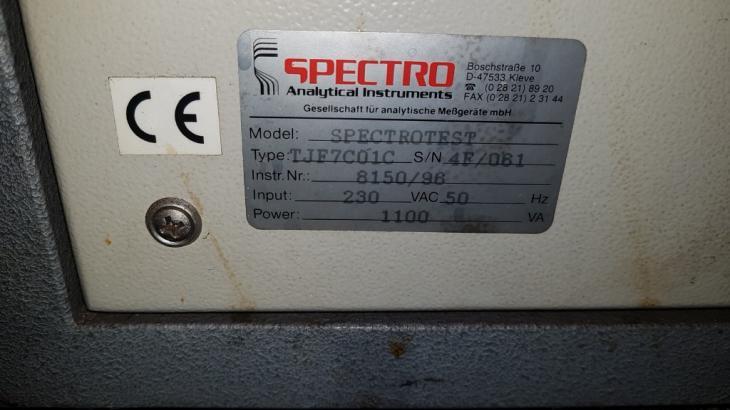 CE
SPECTRO
Analytical Instruments
Boschstraße 10
D-47533 Kleve
☎ (0 28 21) 89 20
FAX (0 28 21) 2 31 44
Gesellschaft für analytische Meßgeräte mbH
Model: SPECTROTEST
Type: TJF7C01C S/N 4F/081
Instr.Nr.: 8150/96
Input: 230 VAC 50 Hz
Power: 1100 VA